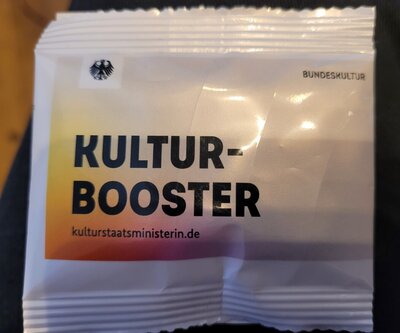 BUNDESKULTUR
KULTUR-
BOOSTER
kulturstaatsministerin.de